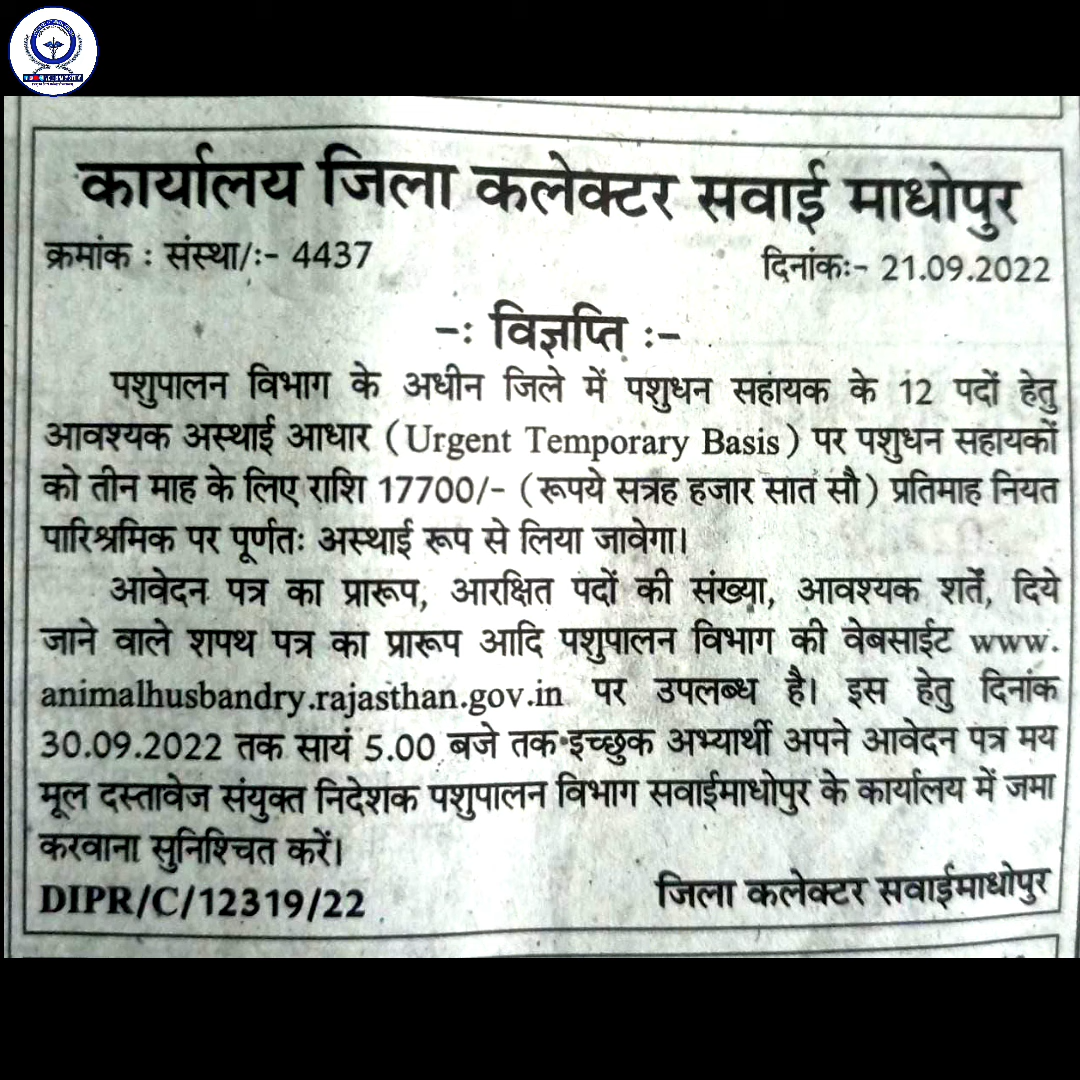 कार्यालय जिला कलेक्टर सवाई माधोपुर
क्रमांक : संस्था/:- 4437
दिनांक:- 21.09.2022
-: विज्ञप्ति :-
पशुपालन विभाग के अधीन जिले में पशुधन सहायक के 12 पदों हेतु
आवश्यक अस्थाई आधार (Urgent Temporary Basis) पर पशुधन सहायकों
को तीन माह के लिए राशि 17700/- (रूपये सत्रह हजार सात सौ) प्रतिमाह नियत
पारिश्रमिक पर पूर्णतः अस्थाई रूप से लिया जावेगा।
आवेदन पत्र का प्रारूप, आरक्षित पदों की संख्या, आवश्यक शर्तें, दिये
जाने वाले शपथ पत्र का प्रारूप आदि पशुपालन विभाग की वेबसाईट www.
animalhusbandry.rajasthan.gov.in पर उपलब्ध है। इस हेतु दिनांक
30.09.2022 तक सायं 5.00 बजे तक इच्छुक अभ्यार्थी अपने आवेदन पत्र मय
मूल दस्तावेज संयुक्त निदेशक पशुपालन विभाग सवाईमाधोपुर के कार्यालय में जमा
करवाना सुनिश्चित करें।
DIPR/C/12319/22
जिला कलेक्टर सवाईमाधोपुर